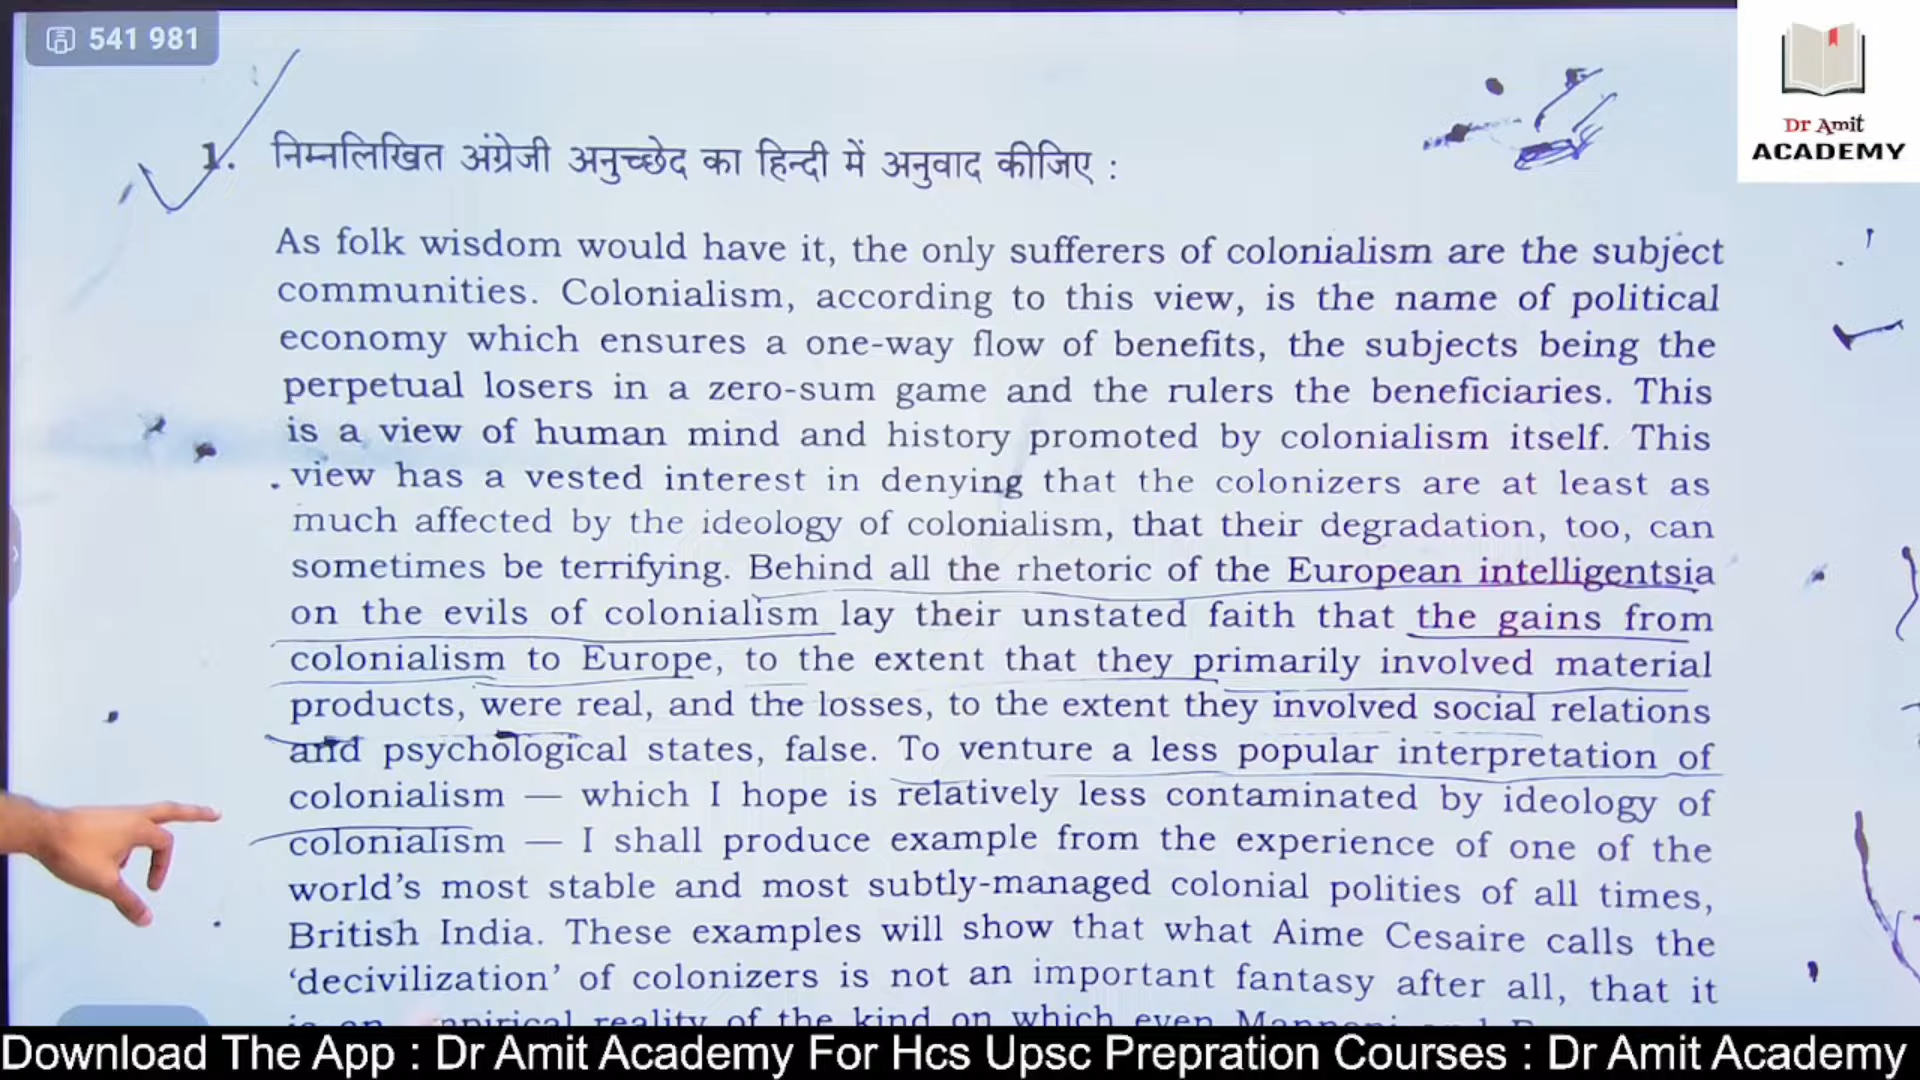 541 981
Dr Amit
ACADEMY
1. निम्नलिखित अंग्रेजी अनुच्छेद का हिन्दी में अनुवाद कीजिए :
As folk wisdom would have it, the only sufferers of colonialism are the subject
communities. Colonialism, according to this view, is the name of political
economy which ensures a one-way flow of benefits, the subjects being the
perpetual losers in a zero-sum game and the rulers the beneficiaries. This
is a view of human mind and history promoted by colonialism itself. This
view has a vested interest in denying that the colonizers are at least as
much affected by the ideology of colonialism, that their degradation, too, can
sometimes be terrifying. Behind all the rhetoric of the European intelligentsia
on the evils of colonialism lay their unstated faith that the gains from
colonialism to Europe, to the extent that they primarily involved material
products, were real, and the losses, to the extent they involved social relations
and psychological states, false. To venture a less popular interpretation of
colonialism — which I hope is relatively less contaminated by ideology of
colonialism — I shall produce example from the experience of one of the
world's most stable and most subtly-managed colonial polities of all times,
British India. These examples will show that what Aime Cesaire calls the
'decivilization' of colonizers is not an important fantasy after all, that it
reality of the kind on which even
Download The App : Dr Amit Academy For Hcs Upsc Prepration Courses : Dr Amit Academy